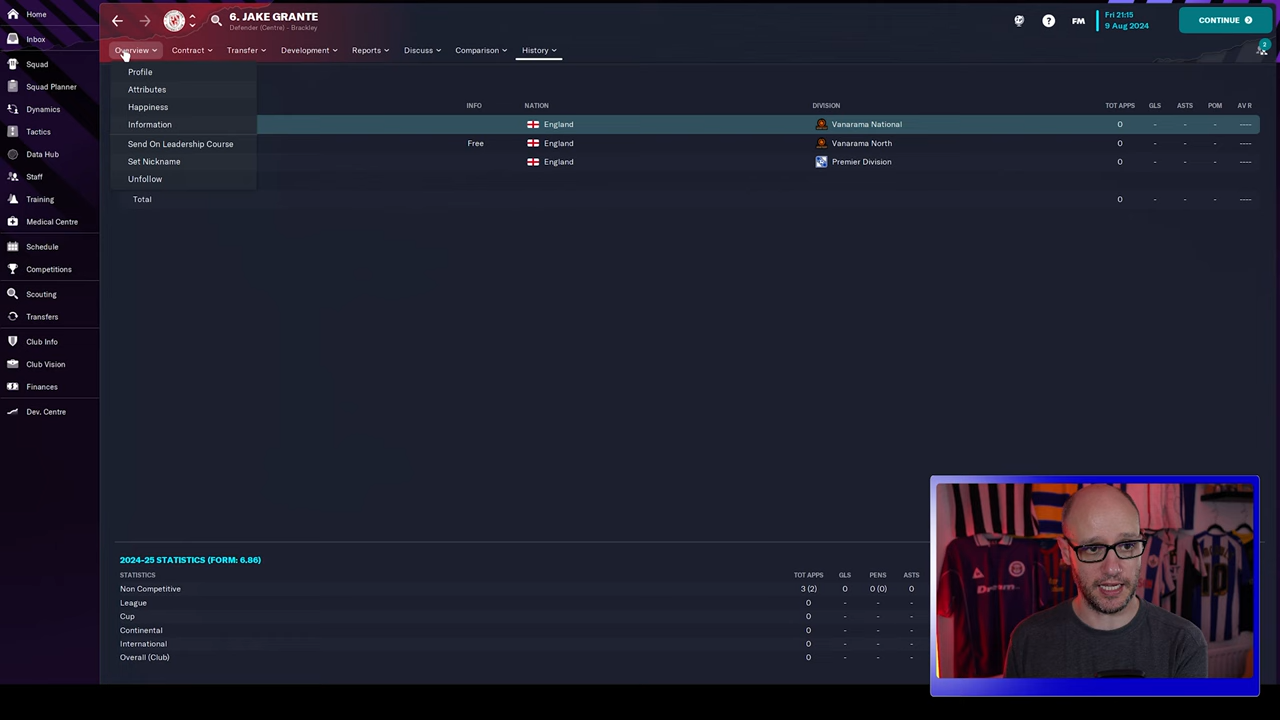 Home
Inbox
Squad
Squad Planner
Dynamics
Tactics
Data Hub
Staff
Training
Medical Centre
Schedule
Competitions
Scouting
Transfers
Club Info
Club Vision
Finances
Dev. Centre
6. JAKE GRANTE
Defender (Centre) - Brackley
FM
Fri 21:15
9 Aug 2024
CONTINUE
2
Overview
Contract
Transfer
Development
Reports
Discuss
Comparison
History
Profile
Attributes
Happiness
Information
Send On Leadership Course
Set Nickname
Unfollow
INFO NATION DIVISION TOT APPS GLS ASTS POM AV R
England Vanarama National 0 - - - ----
Free England Vanarama North 0 - - - ----
England Premier Division 0 - - - ----
Total 0 - - - ----
2024-25 STATISTICS (FORM: 6.86)
STATISTICS TOT APPS GLS PENS ASTS
Non Competitive 3 (2) 0 0 (0) 0
League 0 - - -
Cup 0 - - -
Continental 0 - - -
International 0 - - -
Overall (Club) 0 - - -